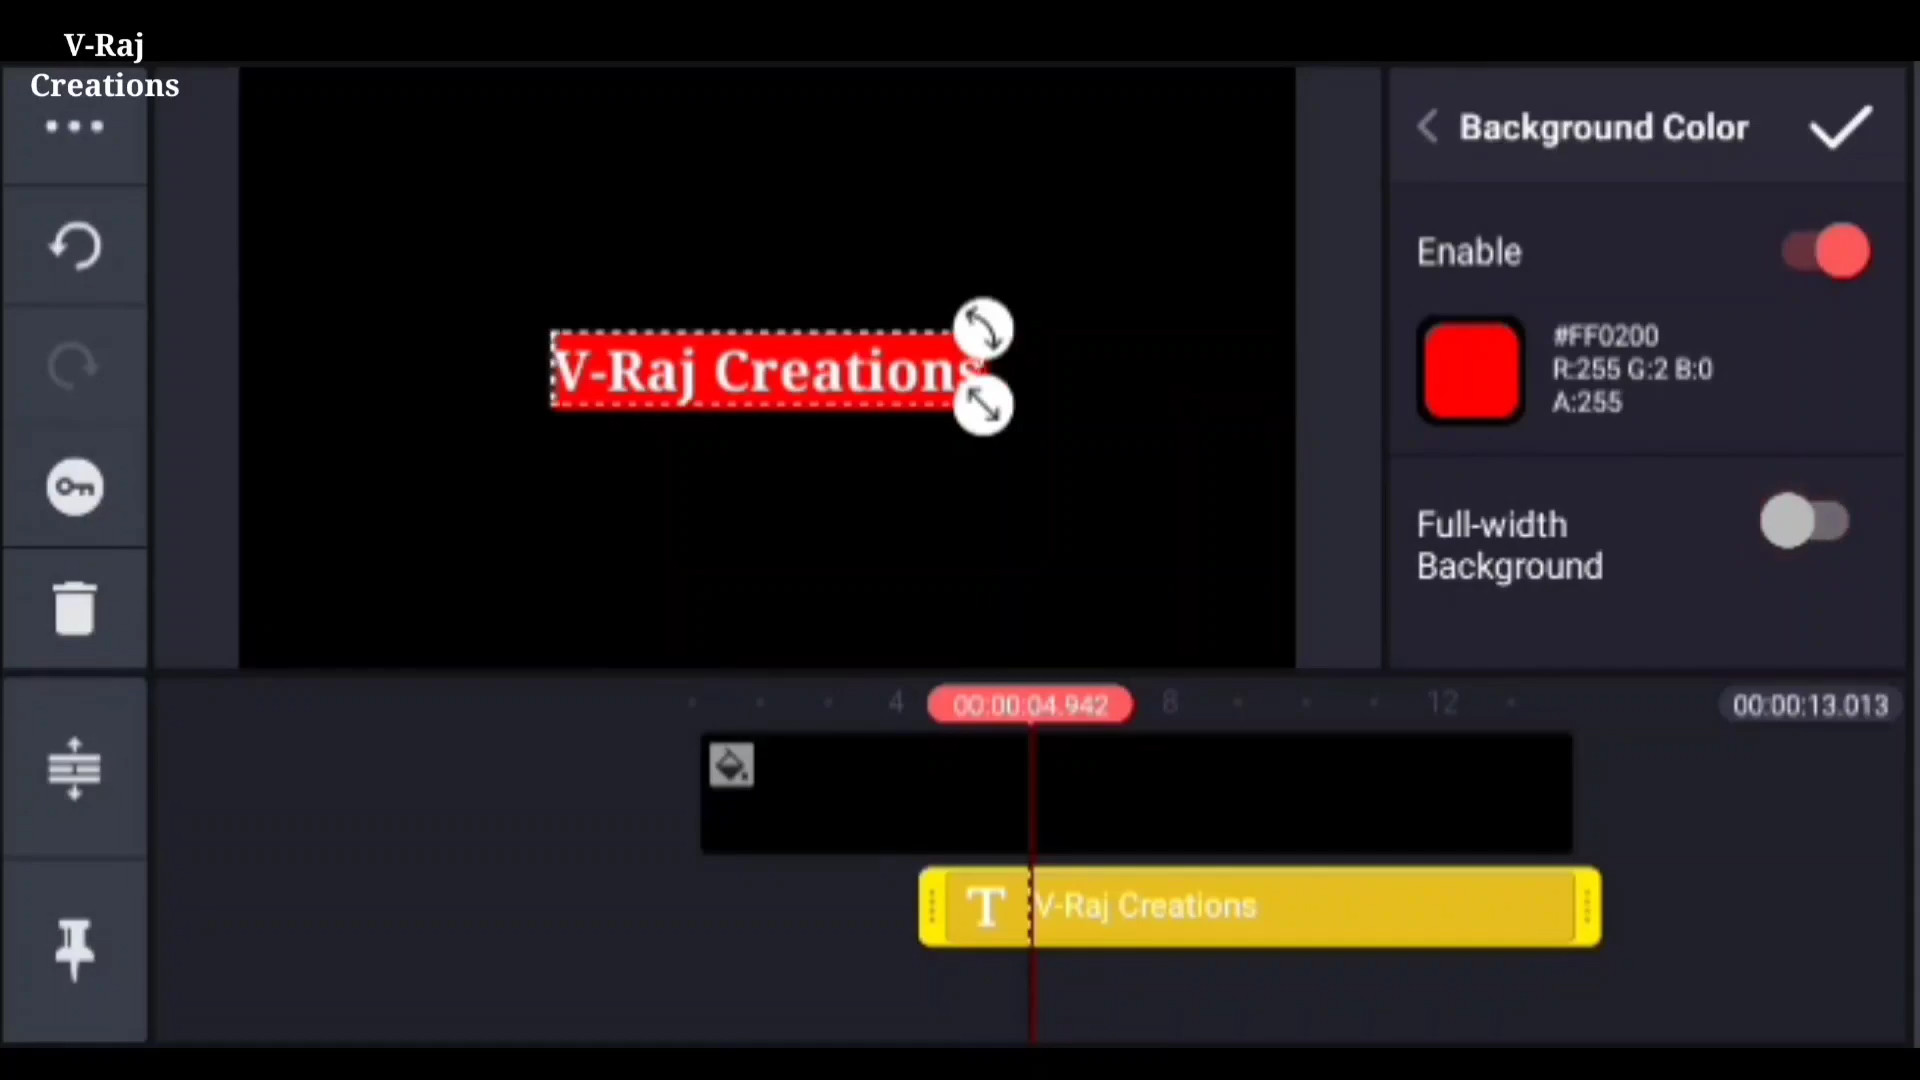 V-Raj
Creations
Background Color
Enable
#FF0200
R:255 G:2 B:0
A:255
Full-width
Background
V-Raj Creations
4
00:00:04.942
8
12
00:00:13.013
T V-Raj Creations